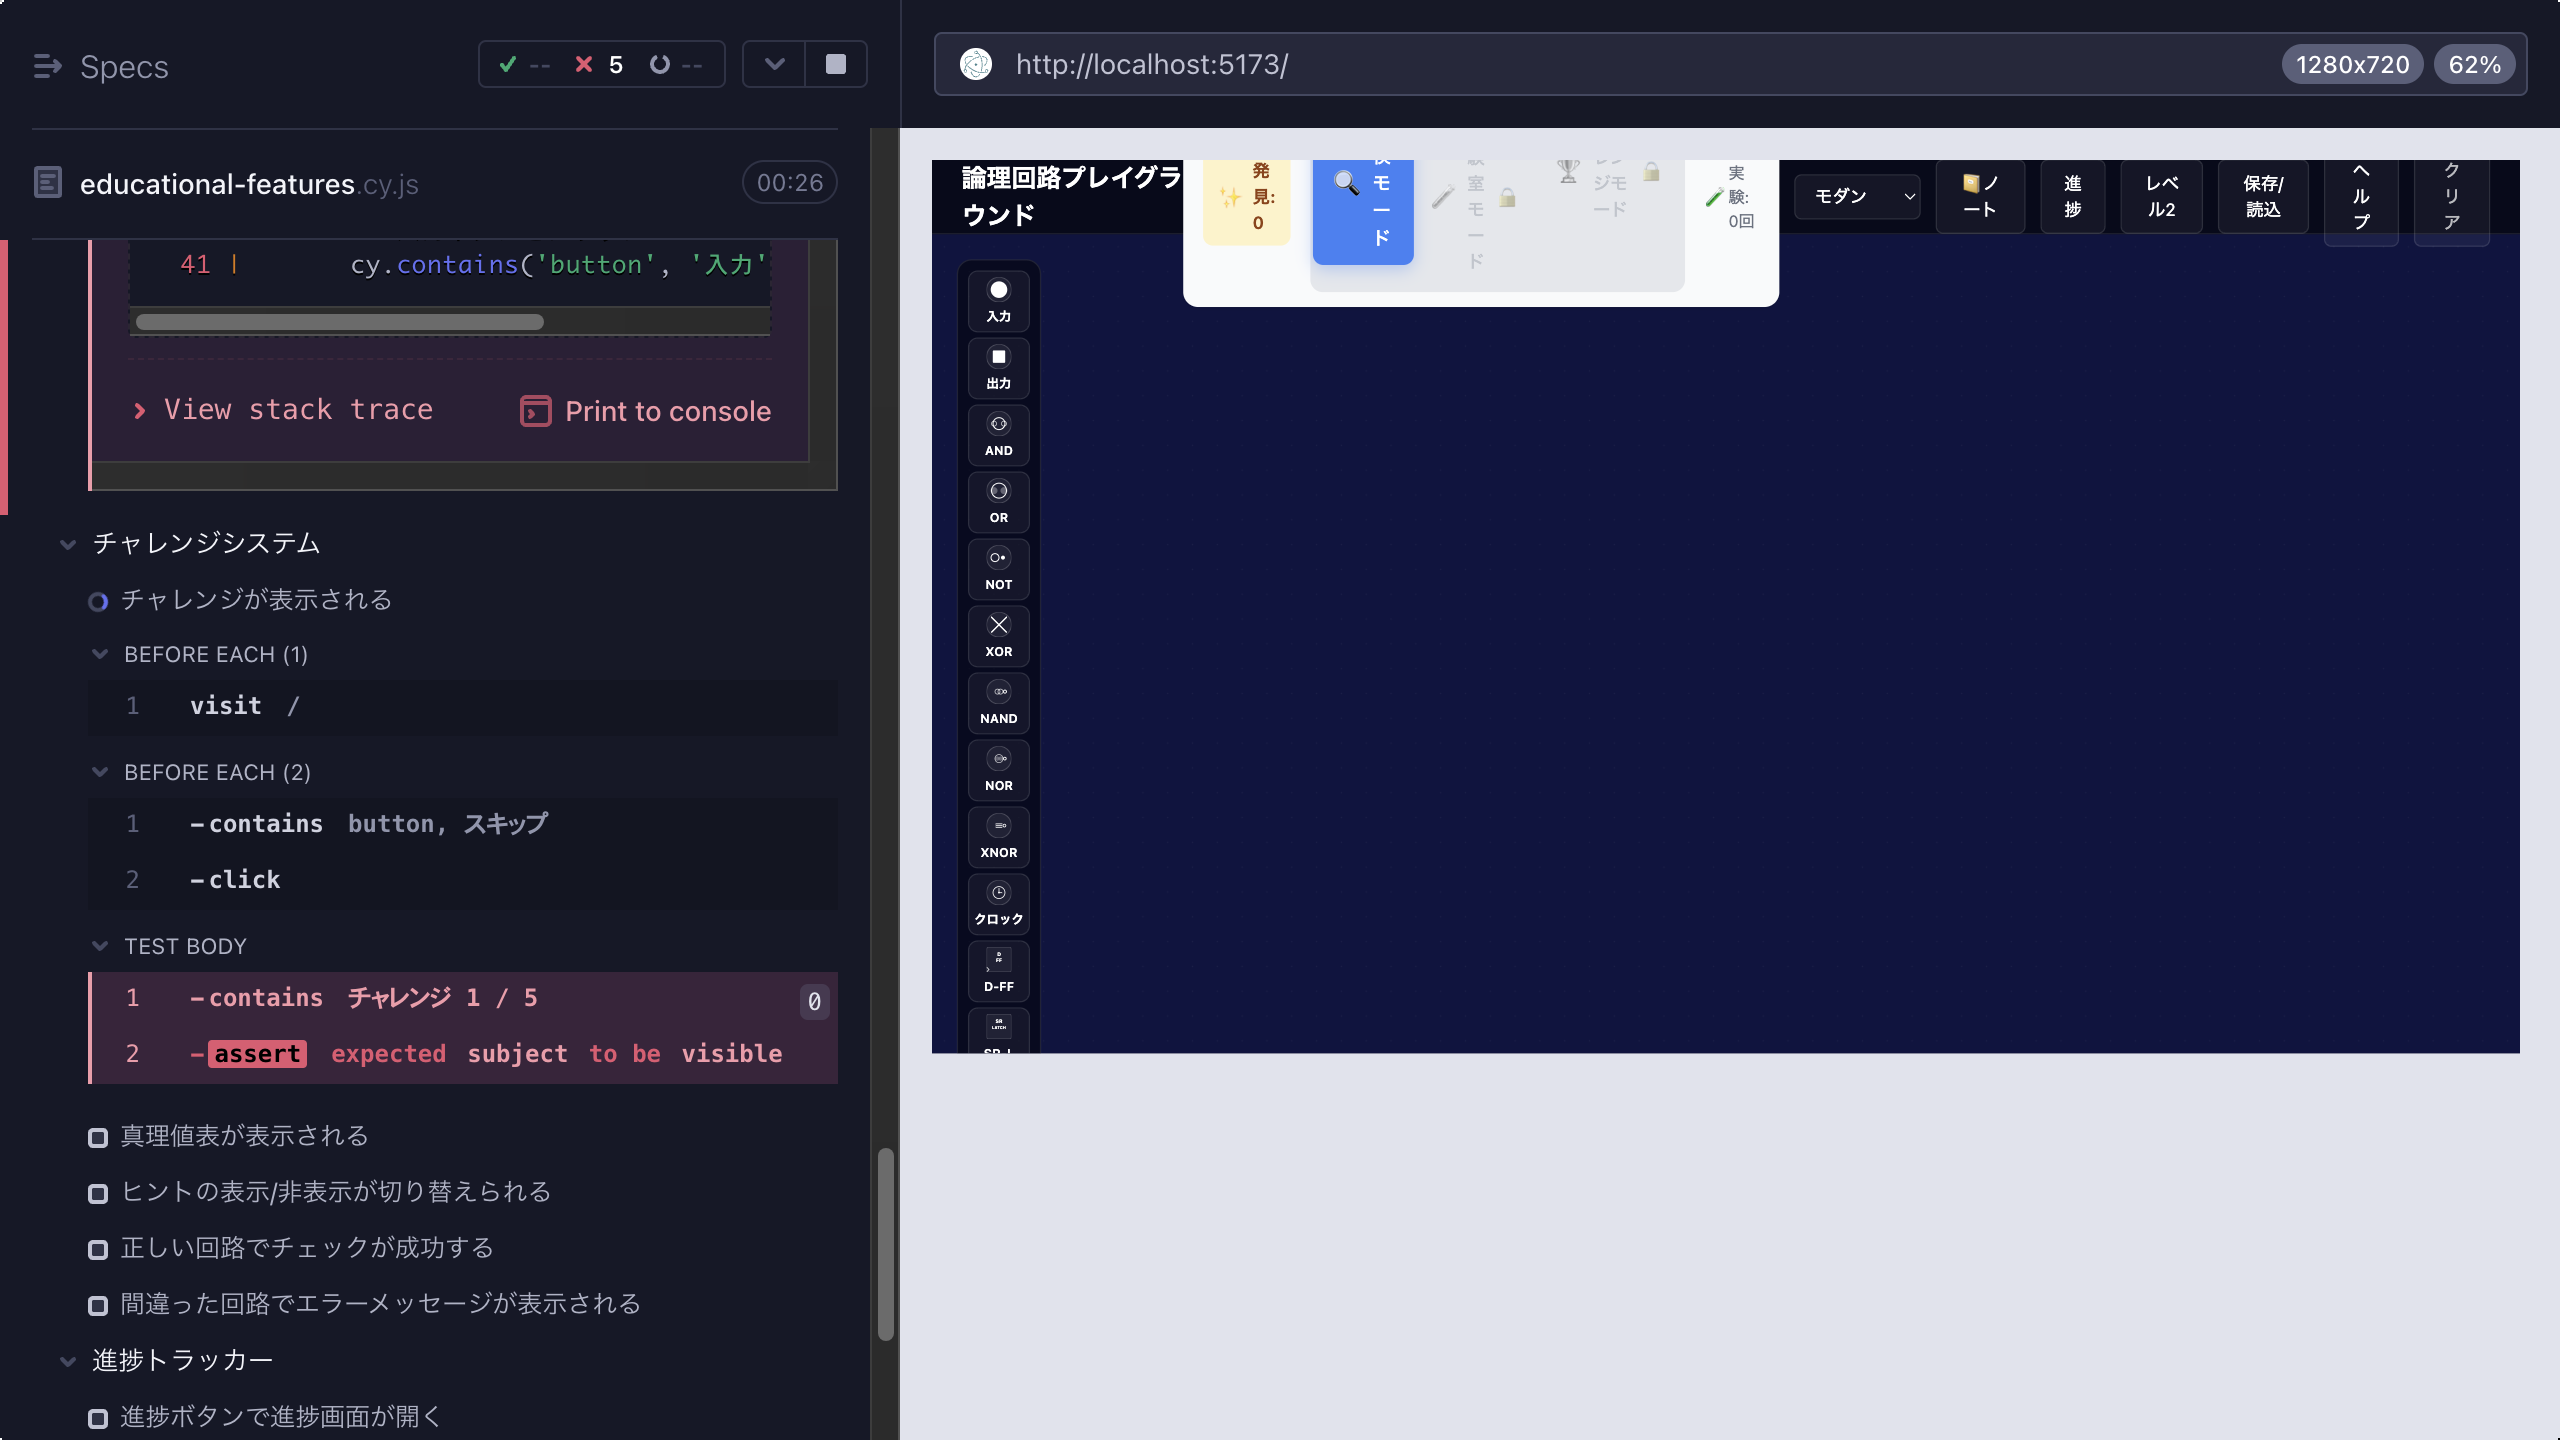 Specs
-- 5 --
educational-features.cy.js
00:26
41 | cy.contains('button', '入力'
View stack trace
Print to console
チャレンジシステム
チャレンジが表示される
BEFORE EACH (1)
1 visit /
BEFORE EACH (2)
1 -contains button, スキップ
2 -click
TEST BODY
1 -contains チャレンジ 1 / 5 0
2 -assert expected subject to be visible
真理値表が表示される
ヒントの表示/非表示が切り替えられる
正しい回路でチェックが成功する
間違った回路でエラーメッセージが表示される
進捗トラッカー
進捗ボタンで進捗画面が開く
http://localhost:5173/
1280x720
62%
論理回路プレイグラ
ウンド
発
見:
0
モ
ー
ド
室
モ
ー
ド
ジモ
ード
実
験:
0回
モダン
ノ
ート
進
捗
レベ
ル2
保存/
読込
ヘ
ル
プ
ク
リ
ア
入力
出力
AND
OR
NOT
XOR
NAND
NOR
XNOR
クロック
D
FF
D-FF
SR
LATCH